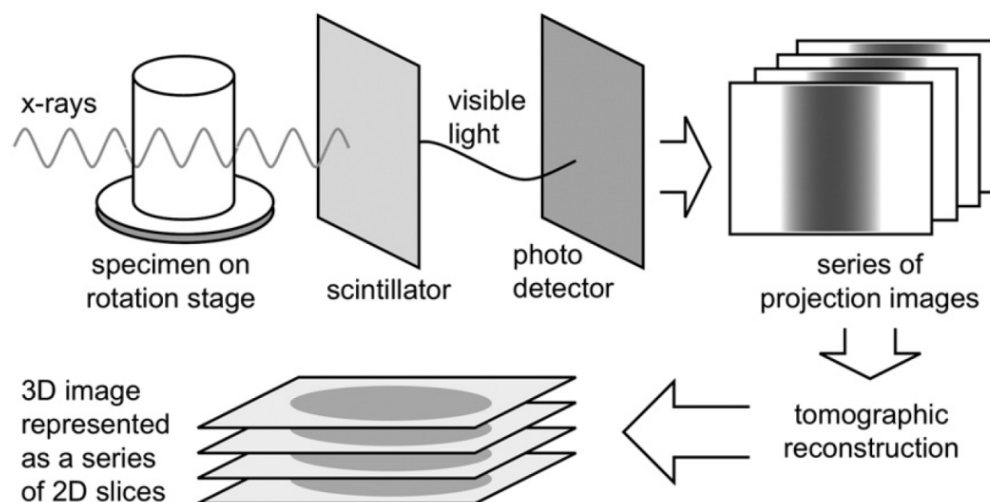 x-rays
specimen on
rotation stage
scintillator
visible
light
photo
detector
series of
projection images
tomographic
reconstruction
3D image
represented
as a series
of 2D slices